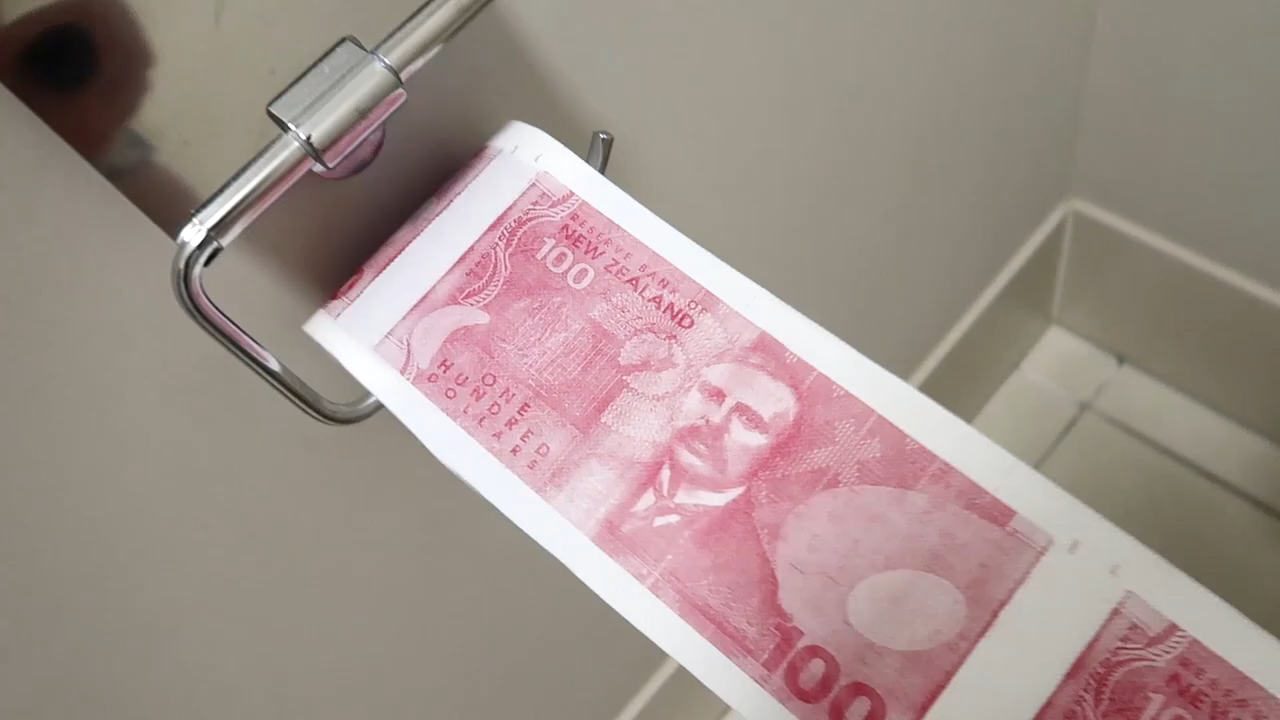 RESERVE BANK OF
NEW ZEALAND
100
ONE
HUNDRED
DOLLARS
100